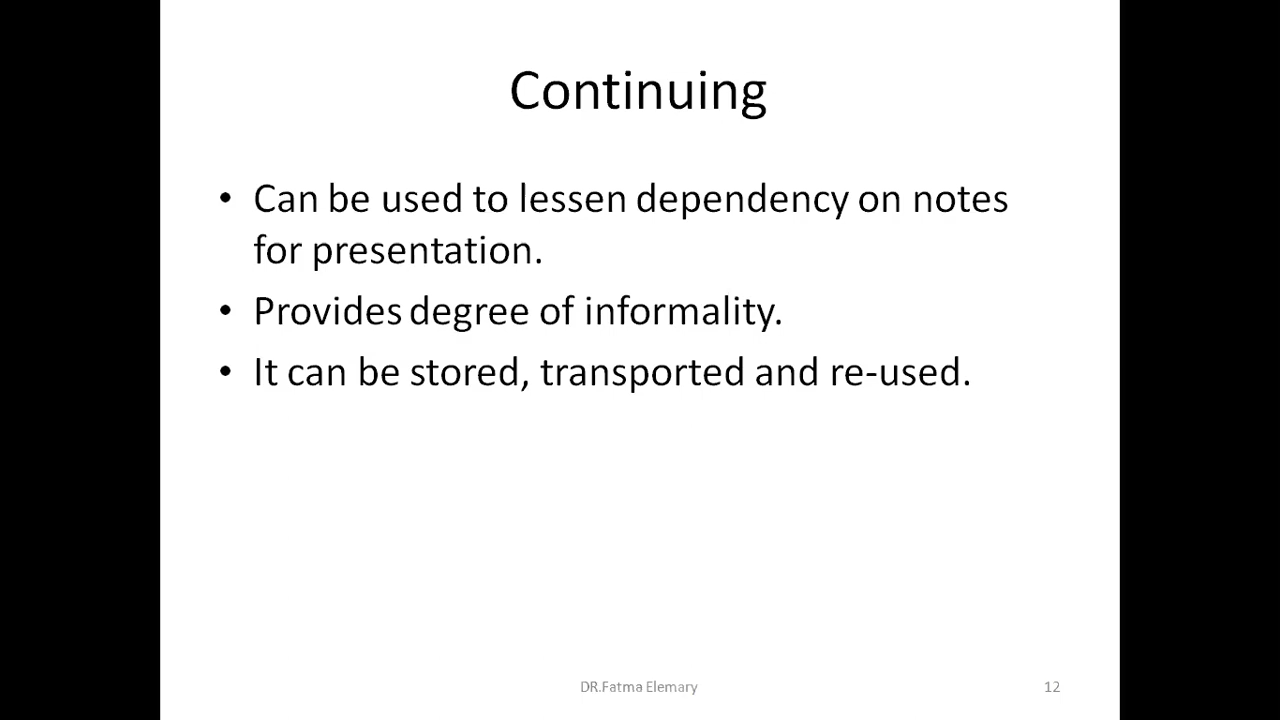 Continuing
• Can be used to lessen dependency on notes
for presentation.
• Provides degree of informality.
• It can be stored, transported and re-used.
DR.Fatma Elemary
12